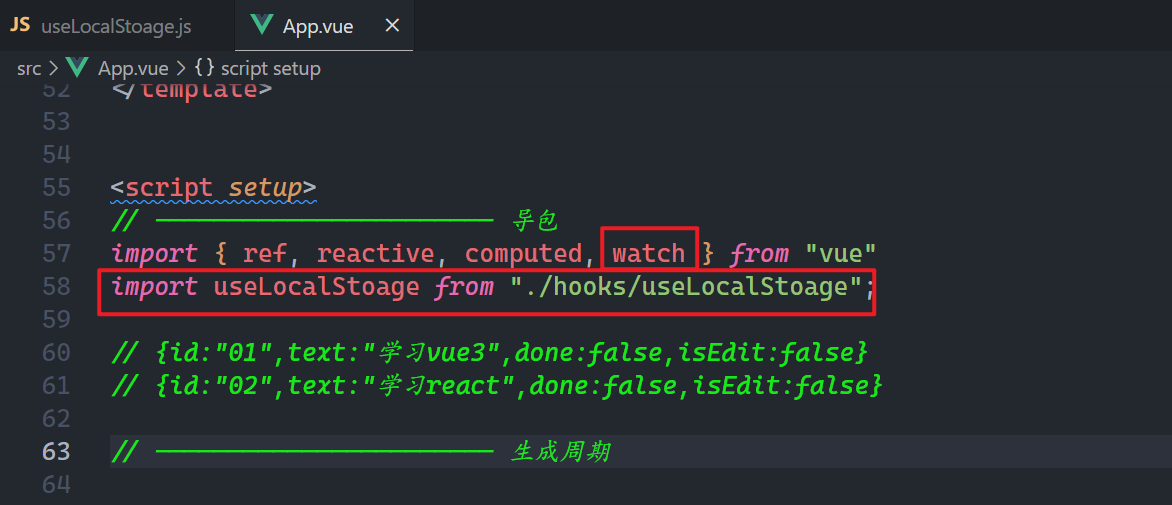 JS useLocalStoage.js App.vue ×
src > App.vue > {} script setup
52 </template>
53
54
55 <script setup>
56 // ─────────────────────── 导包
57 import { ref, reactive, computed, watch } from "vue"
58 import useLocalStoage from "./hooks/useLocalStoage";
59
60 // {id:"01",text:"学习vue3",done:false,isEdit:false}
61 // {id:"02",text:"学习react",done:false,isEdit:false}
62
63 // ─────────────────────── 生成周期
64